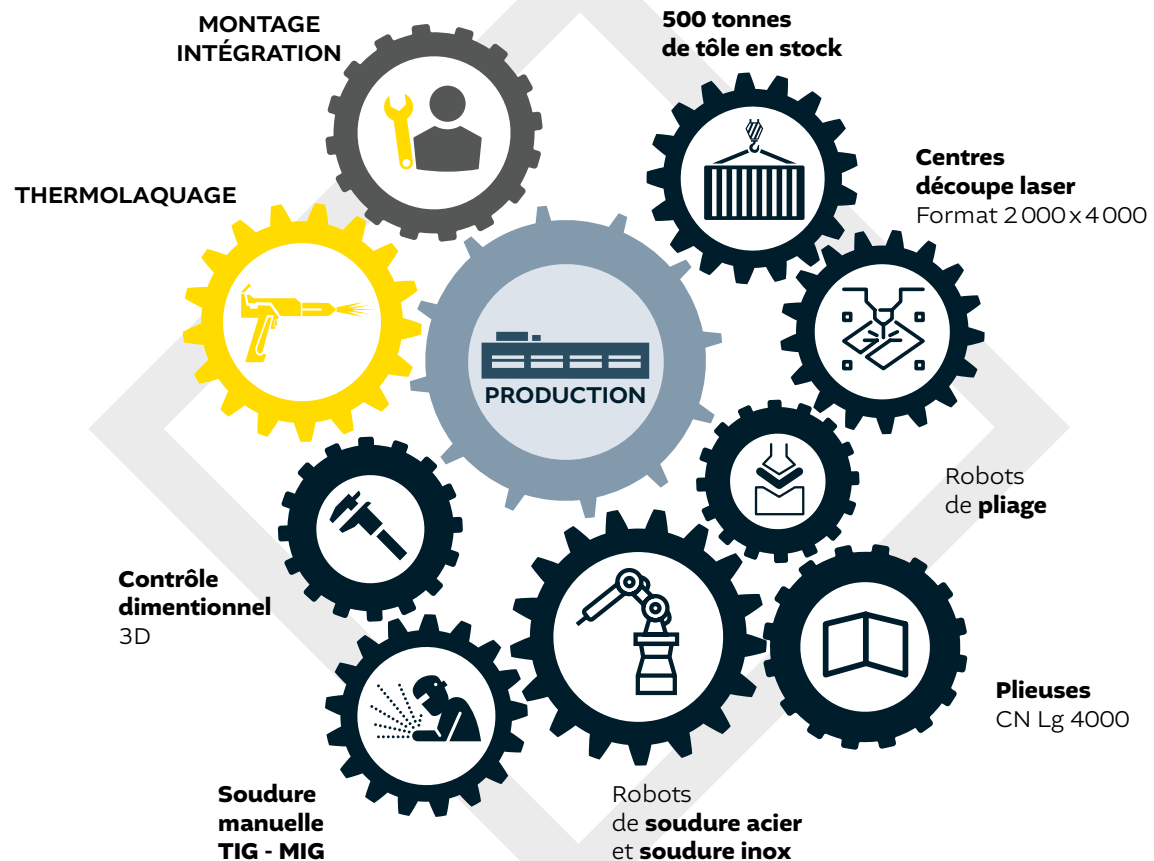 MONTAGE
INTÉGRATION
500 tonnes
de tôle en stock
Centres
découpe laser
Format 2 000 x 4 000
THERMOLAQUAGE
PRODUCTION
Robots
de pliage
Contrôle
dimentionnel
3D
Plieuses
CN Lg 4000
Soudure
manuelle
TIG - MIG
Robots
de soudure acier
et soudure inox